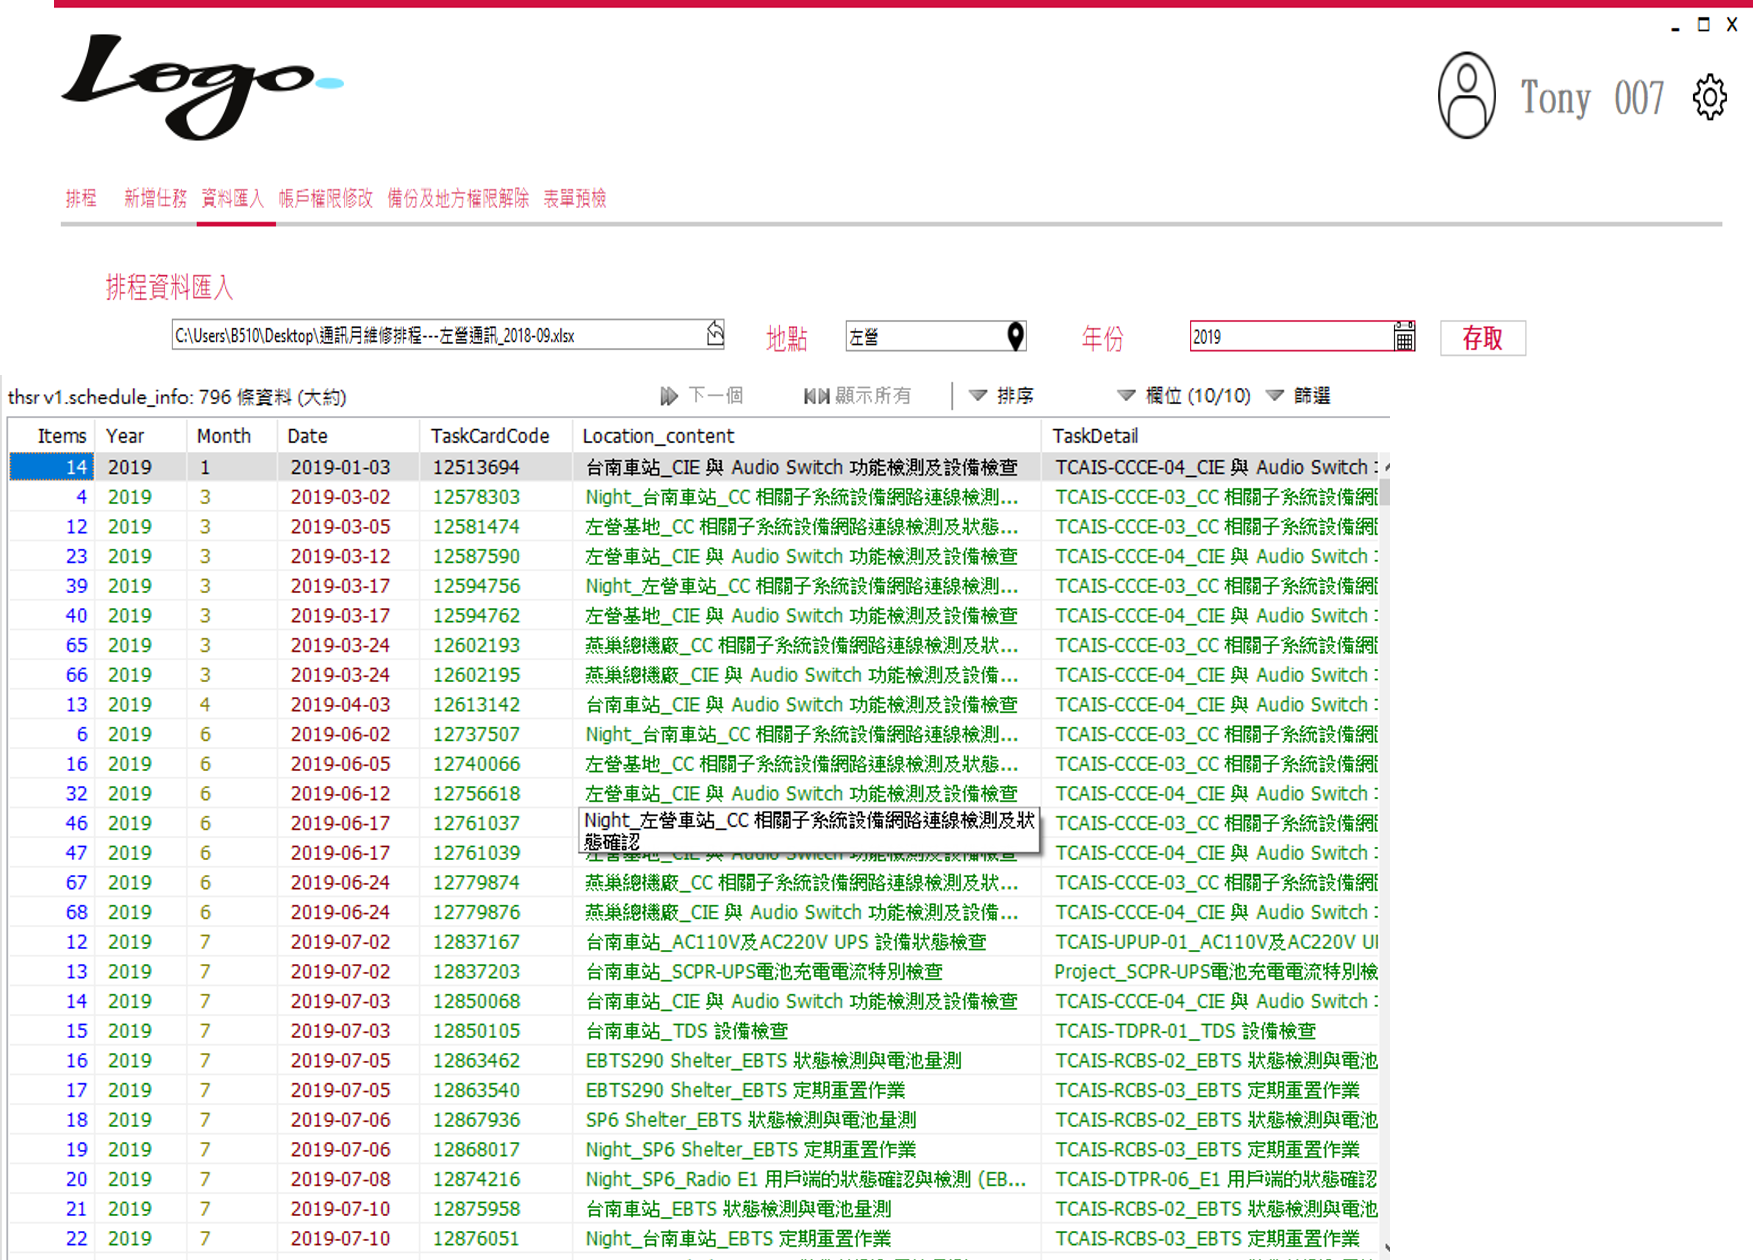 Logo
Tony 007
排程 新增任務 資料匯入 帳戶權限修改 備份及地方權限解除 表單預檢
排程資料匯入
C:\Users\B510\Desktop\通訊月維修排程---左營通訊_2018-09.xlsx 地點 左營 年份 2019 存取
thsr v1.schedule_info: 796 條資料 (大約) 下一個 顯示所有 排序 欄位 (10/10) 篩選
Items Year Month Date TaskCardCode Location_content TaskDetail
14 2019 1 2019-01-03 12513694 台南車站_CIE 與 Audio Switch 功能檢測及設備檢查 TCAIS-CCCE-04_CIE 與 Audio Switch
4 2019 3 2019-03-02 12578303 Night_台南車站_CC 相關子系統設備網路連線檢測... TCAIS-CCCE-03_CC 相關子系統設備網
12 2019 3 2019-03-05 12581474 左營基地_CC 相關子系統設備網路連線檢測及狀態... TCAIS-CCCE-03_CC 相關子系統設備網
23 2019 3 2019-03-12 12587590 左營車站_CIE 與 Audio Switch 功能檢測及設備檢查 TCAIS-CCCE-04_CIE 與 Audio Switch
39 2019 3 2019-03-17 12594756 Night_左營車站_CC 相關子系統設備網路連線檢測... TCAIS-CCCE-03_CC 相關子系統設備網
40 2019 3 2019-03-17 12594762 左營基地_CIE 與 Audio Switch 功能檢測及設備檢查 TCAIS-CCCE-04_CIE 與 Audio Switch
65 2019 3 2019-03-24 12602193 燕巢總機廠_CC 相關子系統設備網路連線檢測及狀... TCAIS-CCCE-03_CC 相關子系統設備網
66 2019 3 2019-03-24 12602195 燕巢總機廠_CIE 與 Audio Switch 功能檢測及設備... TCAIS-CCCE-04_CIE 與 Audio Switch
13 2019 4 2019-04-03 12613142 台南車站_CIE 與 Audio Switch 功能檢測及設備檢查 TCAIS-CCCE-04_CIE 與 Audio Switch
6 2019 6 2019-06-02 12737507 Night_台南車站_CC 相關子系統設備網路連線檢測... TCAIS-CCCE-03_CC 相關子系統設備網
16 2019 6 2019-06-05 12740066 左營基地_CC 相關子系統設備網路連線檢測及狀態... TCAIS-CCCE-03_CC 相關子系統設備網
32 2019 6 2019-06-12 12756618 左營車站_CIE 與 Audio Switch 功能檢測及設備檢查 TCAIS-CCCE-04_CIE 與 Audio Switch
46 2019 6 2019-06-17 12761037 Night_左營車站_CC 相關子系統設備網路連線檢測及狀態確認 TCAIS-CCCE-03_CC 相關子系統設備網
47 2019 6 2019-06-17 12761039 左營基地_CIE 與 Audio Switch 功能檢測及設備檢查 TCAIS-CCCE-04_CIE 與 Audio Switch
67 2019 6 2019-06-24 12779874 燕巢總機廠_CC 相關子系統設備網路連線檢測及狀... TCAIS-CCCE-03_CC 相關子系統設備網
68 2019 6 2019-06-24 12779876 燕巢總機廠_CIE 與 Audio Switch 功能檢測及設備... TCAIS-CCCE-04_CIE 與 Audio Switch
12 2019 7 2019-07-02 12837167 台南車站_AC110V及AC220V UPS 設備狀態檢查 TCAIS-UPUP-01_AC110V及AC220V U
13 2019 7 2019-07-02 12837203 台南車站_SCPR-UPS電池充電電流特別檢查 Project_SCPR-UPS電池充電電流特別檢
14 2019 7 2019-07-03 12850068 台南車站_CIE 與 Audio Switch 功能檢測及設備檢查 TCAIS-CCCE-04_CIE 與 Audio Switch
15 2019 7 2019-07-03 12850105 台南車站_TDS 設備檢查 TCAIS-TDPR-01_TDS 設備檢查
16 2019 7 2019-07-05 12863462 EBTS290 Shelter_EBTS 狀態檢測與電池量測 TCAIS-RCBS-02_EBTS 狀態檢測與電池
17 2019 7 2019-07-05 12863540 EBTS290 Shelter_EBTS 定期重置作業 TCAIS-RCBS-03_EBTS 定期重置作業
18 2019 7 2019-07-06 12867936 SP6 Shelter_EBTS 狀態檢測與電池量測 TCAIS-RCBS-02_EBTS 狀態檢測與電池
19 2019 7 2019-07-06 12868017 Night_SP6 Shelter_EBTS 定期重置作業 TCAIS-RCBS-03_EBTS 定期重置作業
20 2019 7 2019-07-08 12874216 Night_SP6_Radio E1 用戶端的狀態確認與檢測 (EB... TCAIS-DTPR-06_E1 用戶端的狀態確認
21 2019 7 2019-07-10 12875958 台南車站_EBTS 狀態檢測與電池量測 TCAIS-RCBS-02_EBTS 狀態檢測與電池
22 2019 7 2019-07-10 12876051 Night_台南車站_EBTS 定期重置作業 TCAIS-RCBS-03_EBTS 定期重置作業